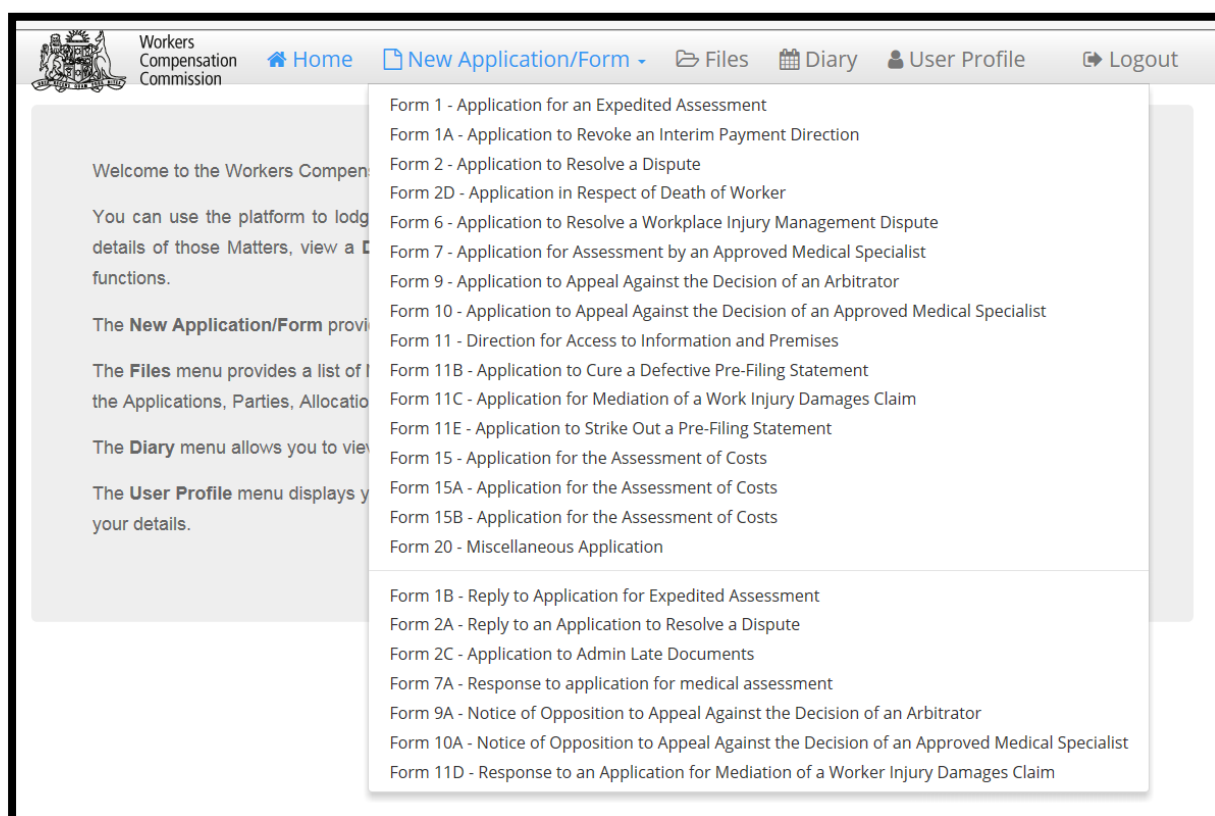 Workers
Compensation
Commission
Home
New Application/Form
Files
Diary
User Profile
Logout
Form 1 - Application for an Expedited Assessment
Form 1A - Application to Revoke an Interim Payment Direction
Form 2 - Application to Resolve a Dispute
Form 2D - Application in Respect of Death of Worker
Form 6 - Application to Resolve a Workplace Injury Management Dispute
Form 7 - Application for Assessment by an Approved Medical Specialist
Form 9 - Application to Appeal Against the Decision of an Arbitrator
Form 10 - Application to Appeal Against the Decision of an Approved Medical Specialist
Form 11 - Direction for Access to Information and Premises
Form 11B - Application to Cure a Defective Pre-Filing Statement
Form 11C - Application for Mediation of a Work Injury Damages Claim
Form 11E - Application to Strike Out a Pre-Filing Statement
Form 15 - Application for the Assessment of Costs
Form 15A - Application for the Assessment of Costs
Form 15B - Application for the Assessment of Costs
Form 20 - Miscellaneous Application
Form 1B - Reply to Application for Expedited Assessment
Form 2A - Reply to an Application to Resolve a Dispute
Form 2C - Application to Admin Late Documents
Form 7A - Response to application for medical assessment
Form 9A - Notice of Opposition to Appeal Against the Decision of an Arbitrator
Form 10A - Notice of Opposition to Appeal Against the Decision of an Approved Medical Specialist
Form 11D - Response to an Application for Mediation of a Worker Injury Damages Claim
Welcome to the Workers Compen
You can use the platform to lodg
details of those Matters, view a
functions.
The New Application/Form provi
The Files menu provides a list of
the Applications, Parties, Allocatio
The Diary menu allows you to vie
The User Profile menu displays y
your details.